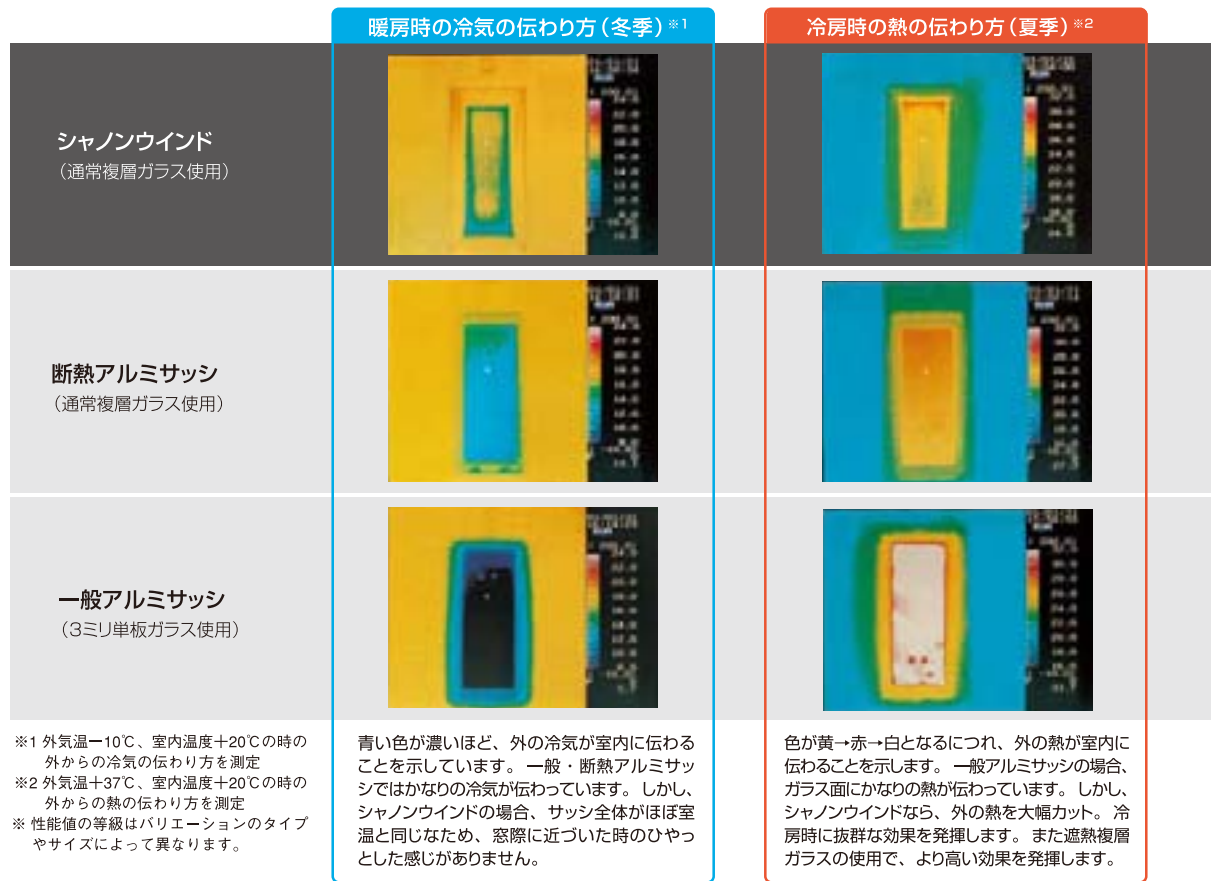 暖房時の冷気の伝わり方(冬季)※1
冷房時の熱の伝わり方(夏季)※2
シャノンウインド
(通常複層ガラス使用)
断熱アルミサッシ
(通常複層ガラス使用)
一般アルミサッシ
(3ミリ単板ガラス使用)
※1 外気温ー10℃、室内温度+20℃の時の
外からの冷気の伝わり方を測定
※2 外気温+37℃、室内温度+20℃の時の
外からの熱の伝わり方を測定
※ 性能値の等級はバリエーションのタイプ
やサイズによって異なります。
青い色が濃いほど、外の冷気が室内に伝わる
ことを示しています。一般・断熱アルミサッ
シではかなりの冷気が伝わっています。しかし、
シャノンウインドの場合、サッシ全体がほぼ室
温と同じなため、窓際に近づいた時のひやっ
とした感じがありません。
色が黄→赤→白となるにつれ、外の熱が室内に
伝わることを示します。一般アルミサッシの場合、
ガラス面にかなりの熱が伝わっています。しかし、
シャノンウインドなら、外の熱を大幅カット。冷
房時に抜群な効果を発揮します。また遮熱複層
ガラスの使用で、より高い効果を発揮します。